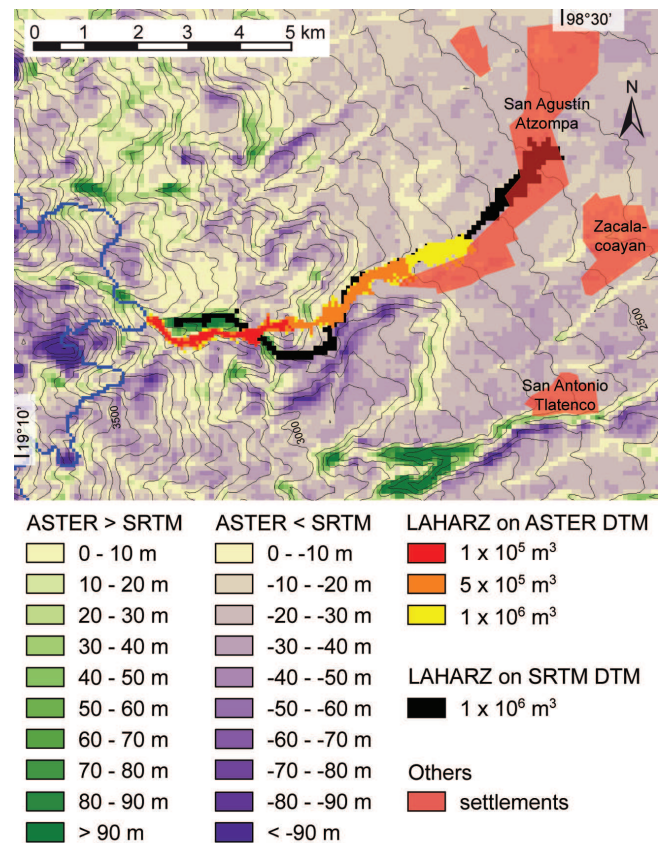 98°30'
0 1 2 3 4 5 km
N
San Agustín
Atzompa
Zacala-
coayan
2500
San Antonio
Tlatenco
19°10'
3500
3000
ASTER > SRTM
0 - 10 m
10 - 20 m
20 - 30 m
30 - 40 m
40 - 50 m
50 - 60 m
60 - 70 m
70 - 80 m
80 - 90 m
> 90 m
ASTER < SRTM
0 - -10 m
-10 - -20 m
-20 - -30 m
-30 - -40 m
-40 - -50 m
-50 - -60 m
-60 - -70 m
-70 - -80 m
-80 - -90 m
< -90 m
LAHARZ on ASTER DTM
1 x 10⁵ m³
5 x 10⁵ m³
1 x 10⁶ m³
LAHARZ on SRTM DTM
1 x 10⁶ m³
Others
settlements